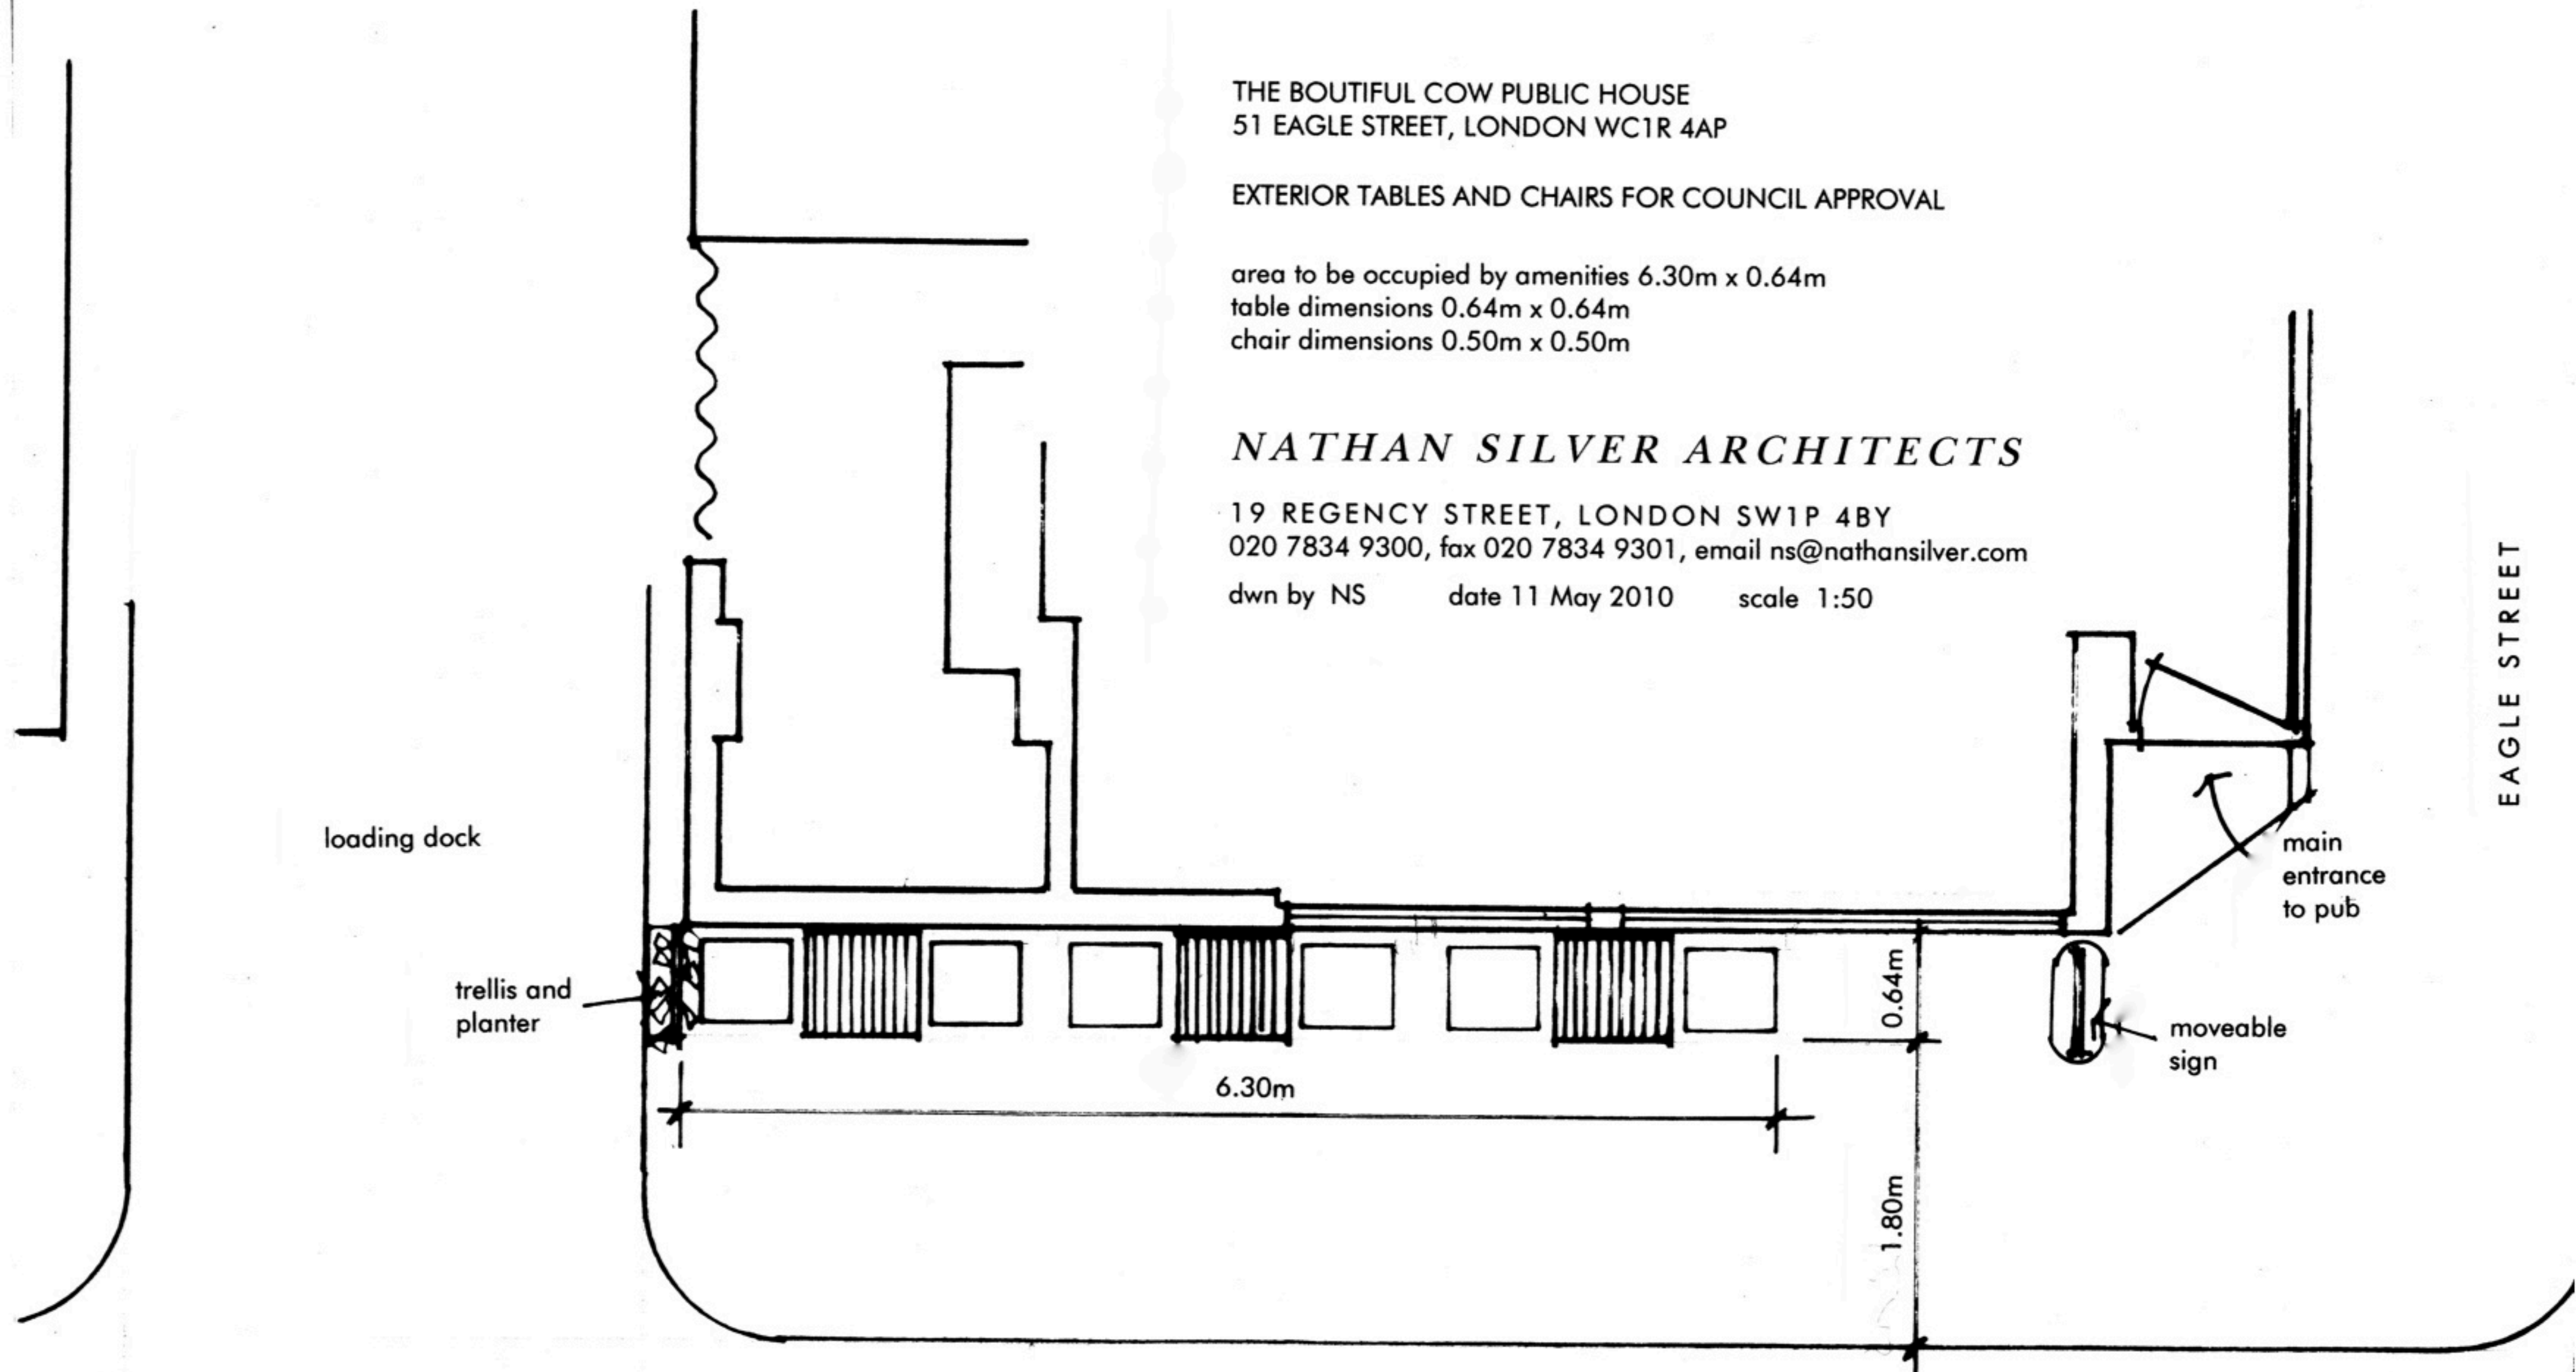 THE BOUTIFUL COW PUBLIC HOUSE
51 EAGLE STREET, LONDON WC1R 4AP
EXTERIOR TABLES AND CHAIRS FOR COUNCIL APPROVAL
area to be occupied by amenities 6.30m x 0.64m
table dimensions 0.64m x 0.64m
chair dimensions 0.50m x 0.50m
NATHAN SILVER ARCHITECTS
19 REGENCY STREET, LONDON SW1P 4BY
020 7834 9300, fax 020 7834 9301, email ns@nathansilver.com
dwn by NS date 11 May 2010 scale 1:50
EAGLE STREET
loading dock
main
entrance
to pub
trellis and
planter
0.64m
moveable
sign
6.30m
1.80m